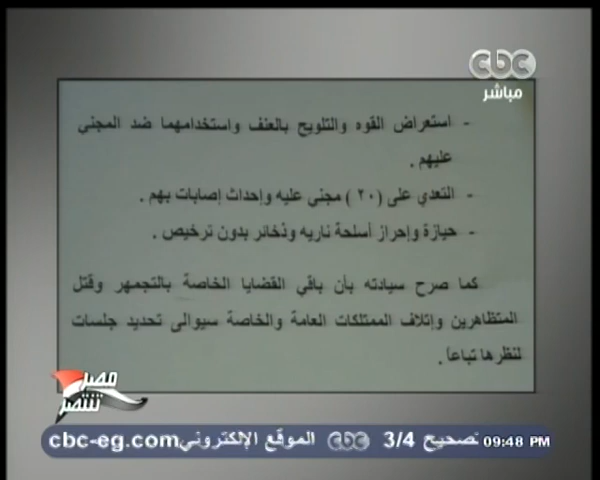 cbc
مباشر
- استعراض القوه والتلويح بالعنف واستخدامهما ضد المجني
عليهم .
- التعدي على (٢٠) مجني عليه وإحداث إصابات بهم .
- حيازة وإحراز أسلحة ناريه وذخائر بدون ترخيص .
كما صرح سيادته بأن باقي القضايا الخاصة بالتجمهر وقتل
المتظاهرين وإتلاف الممتلكات العامة والخاصة سيوالى تحديد جلسات
لنظرها تباعاً .
مصر
تنتصر
09:48 PM تصحيح 3/4 cbc الموقع الإلكتروني cbc-eg.com